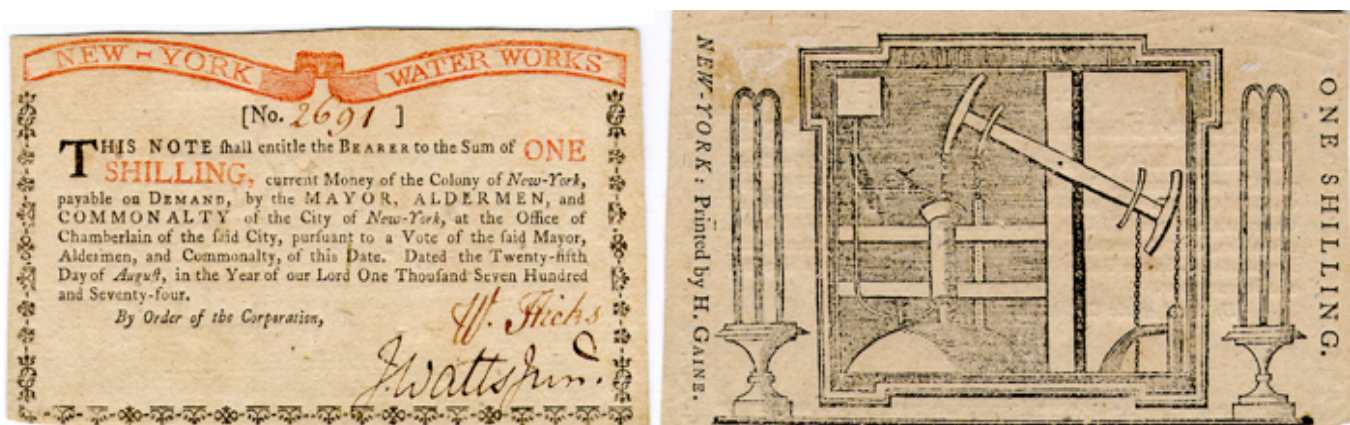 NEW-YORK WATER WORKS
[No. 2691 ]
THIS NOTE ſhall entitle the BEARER to the Sum of ONE
SHILLING, current Money of the Colony of New-York,
payable on DEMAND, by the MAYOR, ALDERMEN, and
COMMONALTY of the City of New-York, at the Office of
Chamberlain of the ſaid City, purſuant to a Vote of the ſaid Mayor,
Aldermen, and Commonalty, of this Date. Dated the Twenty-fifth
Day of Auguſt, in the Year of our Lord One Thouſand Seven Hundred
and Seventy-four.
By Order of the Corporation,
W. Hicks
J. Watts Jun.
NEW-YORK: Printed by H. GAINE.
ONE SHILLING.